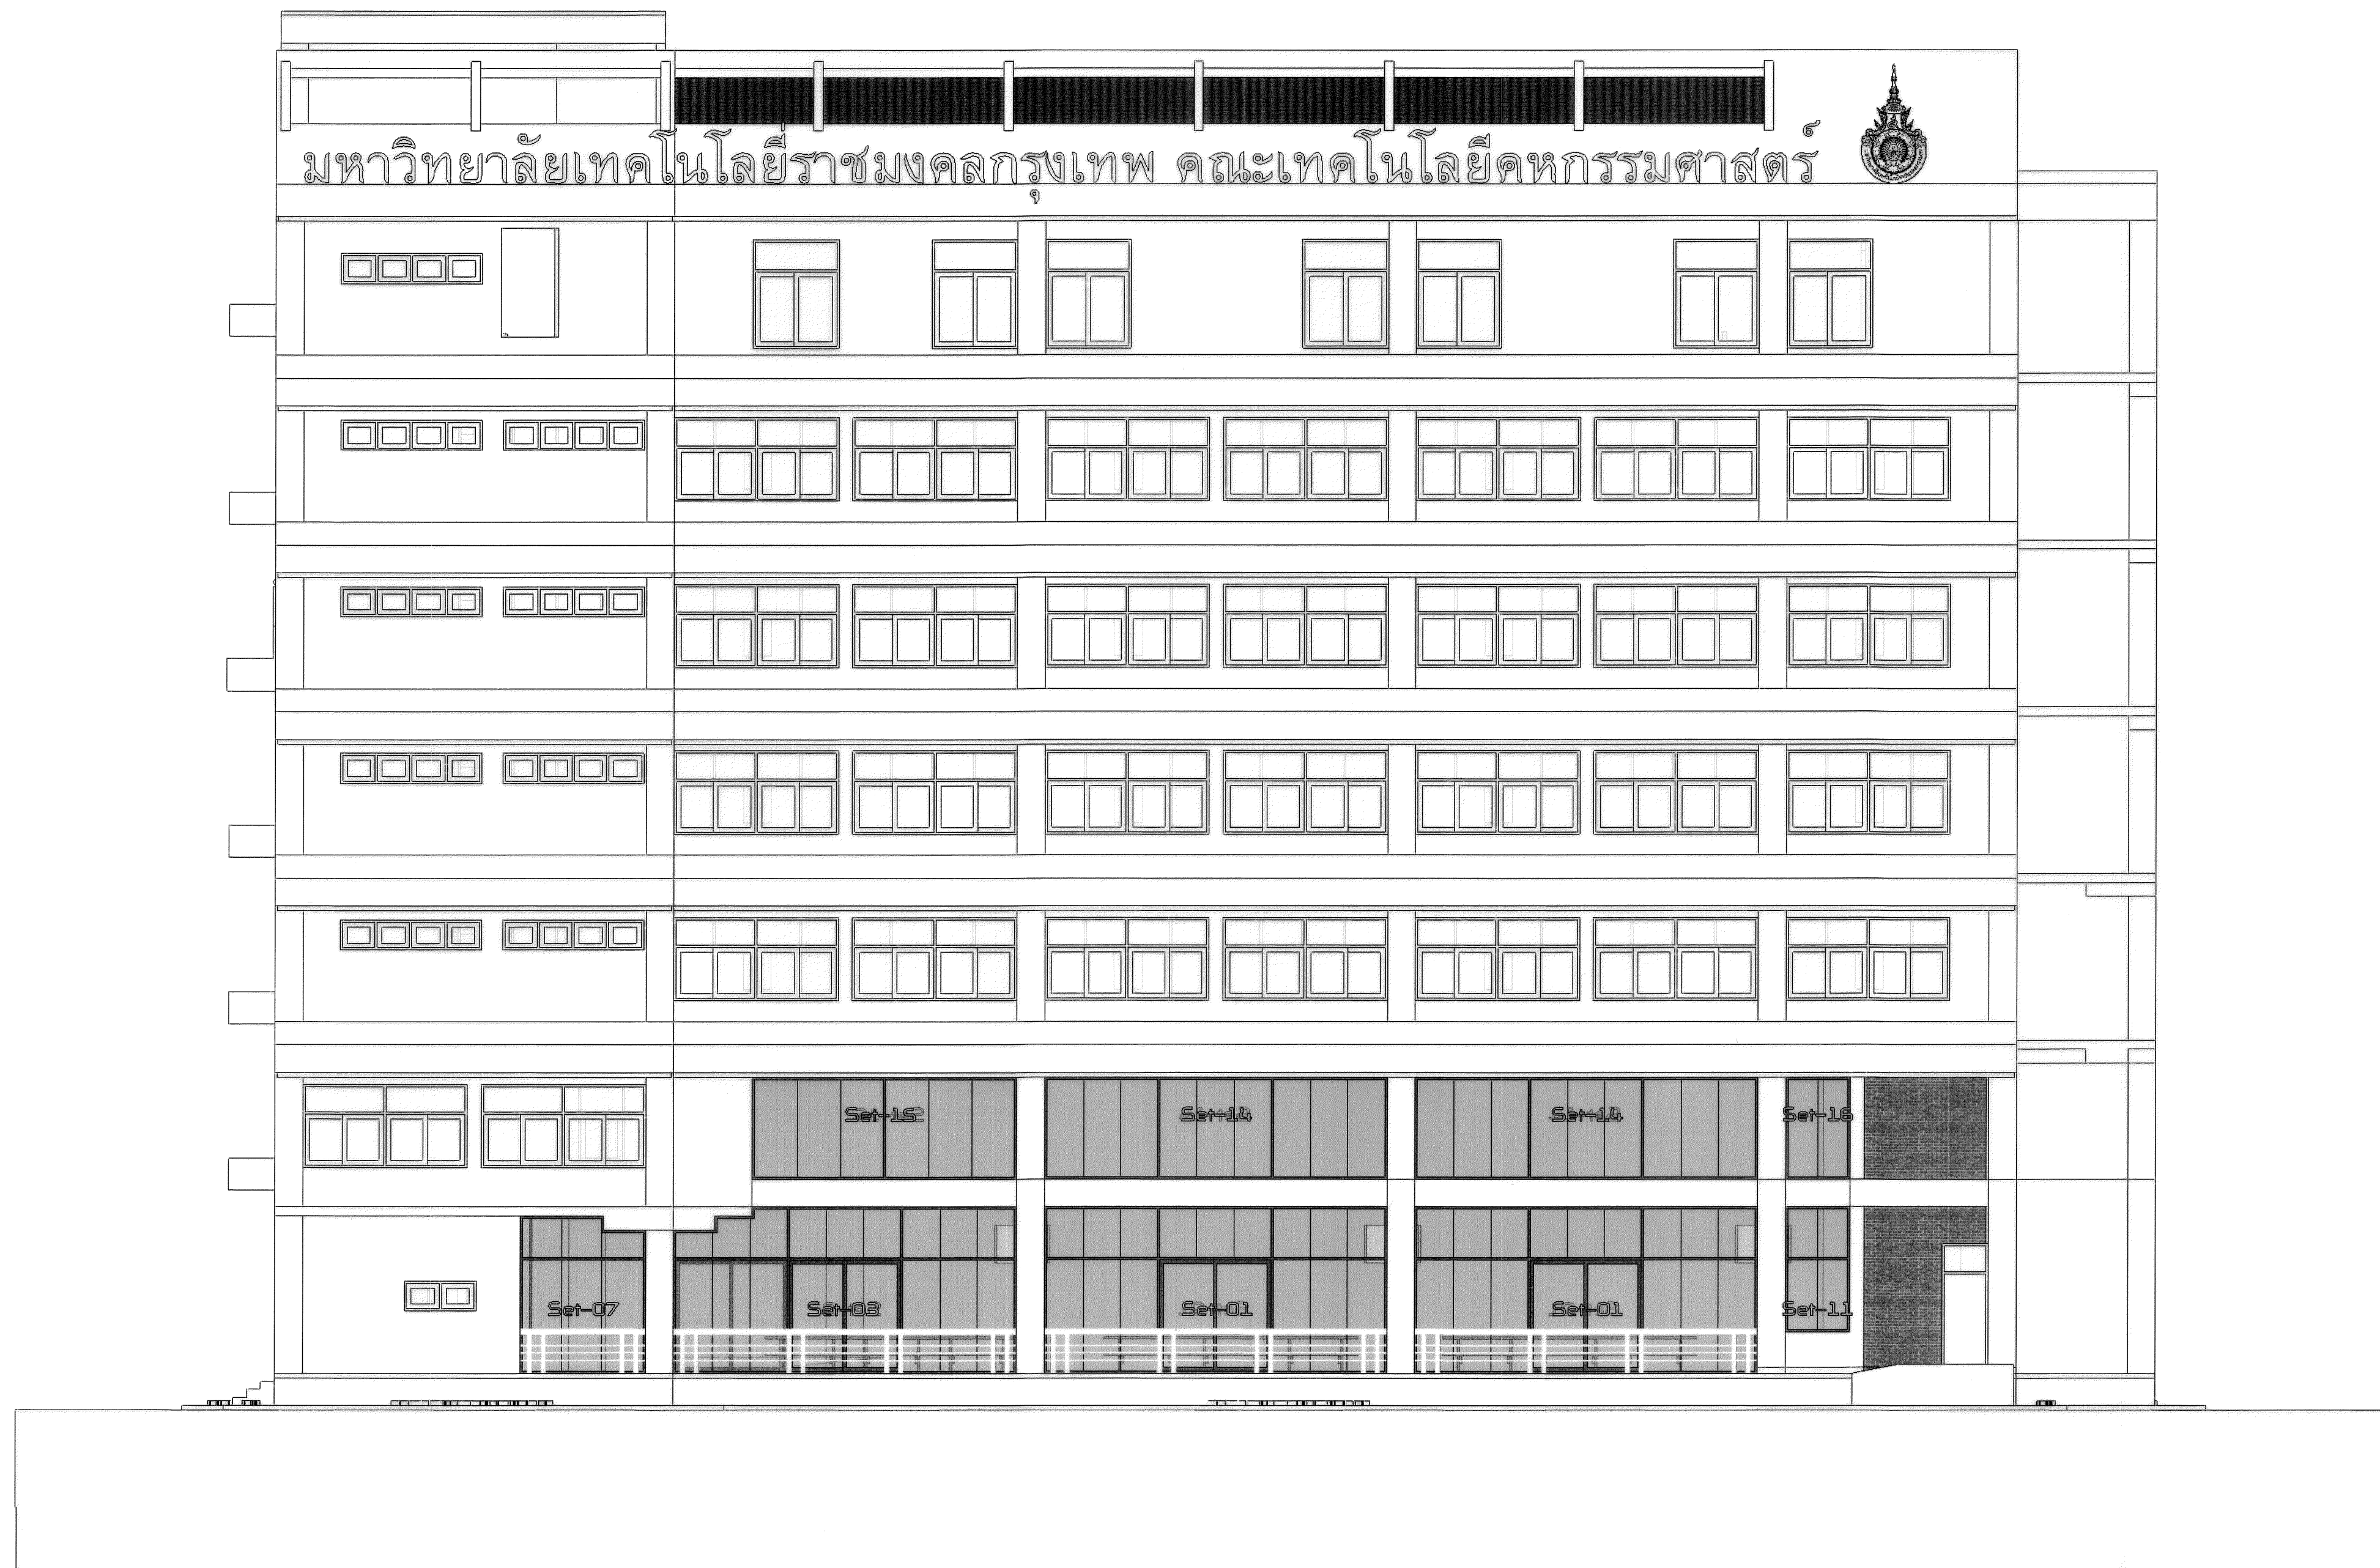 มหาวิทยาลัยเทคโนโลยี่ราชมงคลกรุงเทพ คณะเทคโนโลยีคหกรรมศาสตร์
Set-14 Set-14 Set-16
Set-07 Set-03 Set-01 Set-01 Set-11